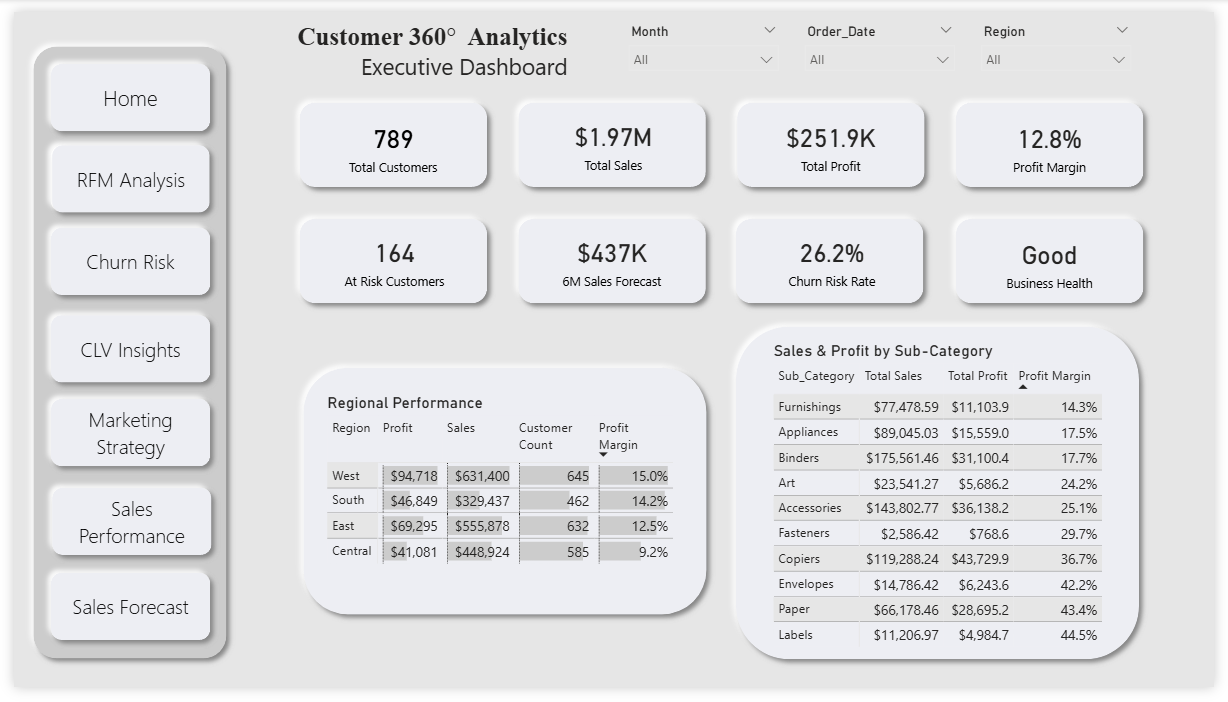 Customer 360° Analytics
Executive Dashboard
Month
All
Order_Date
All
Region
All
Home
RFM Analysis
Churn Risk
CLV Insights
Marketing
Strategy
Sales
Performance
Sales Forecast
789
Total Customers
$1.97M
Total Sales
$251.9K
Total Profit
12.8%
Profit Margin
164
At Risk Customers
$437K
6M Sales Forecast
26.2%
Churn Risk Rate
Good
Business Health
Regional Performance
Region Profit Sales Customer Count Profit Margin
West $94,718 $631,400 645 15.0%
South $46,849 $329,437 462 14.2%
East $69,295 $555,878 632 12.5%
Central $41,081 $448,924 585 9.2%
Sales & Profit by Sub-Category
Sub_Category Total Sales Total Profit Profit Margin
Furnishings $77,478.59 $11,103.9 14.3%
Appliances $89,045.03 $15,559.0 17.5%
Binders $175,561.46 $31,100.4 17.7%
Art $23,541.27 $5,686.2 24.2%
Accessories $143,802.77 $36,138.2 25.1%
Fasteners $2,586.42 $768.6 29.7%
Copiers $119,288.24 $43,729.9 36.7%
Envelopes $14,786.42 $6,243.6 42.2%
Paper $66,178.46 $28,695.2 43.4%
Labels $11,206.97 $4,984.7 44.5%